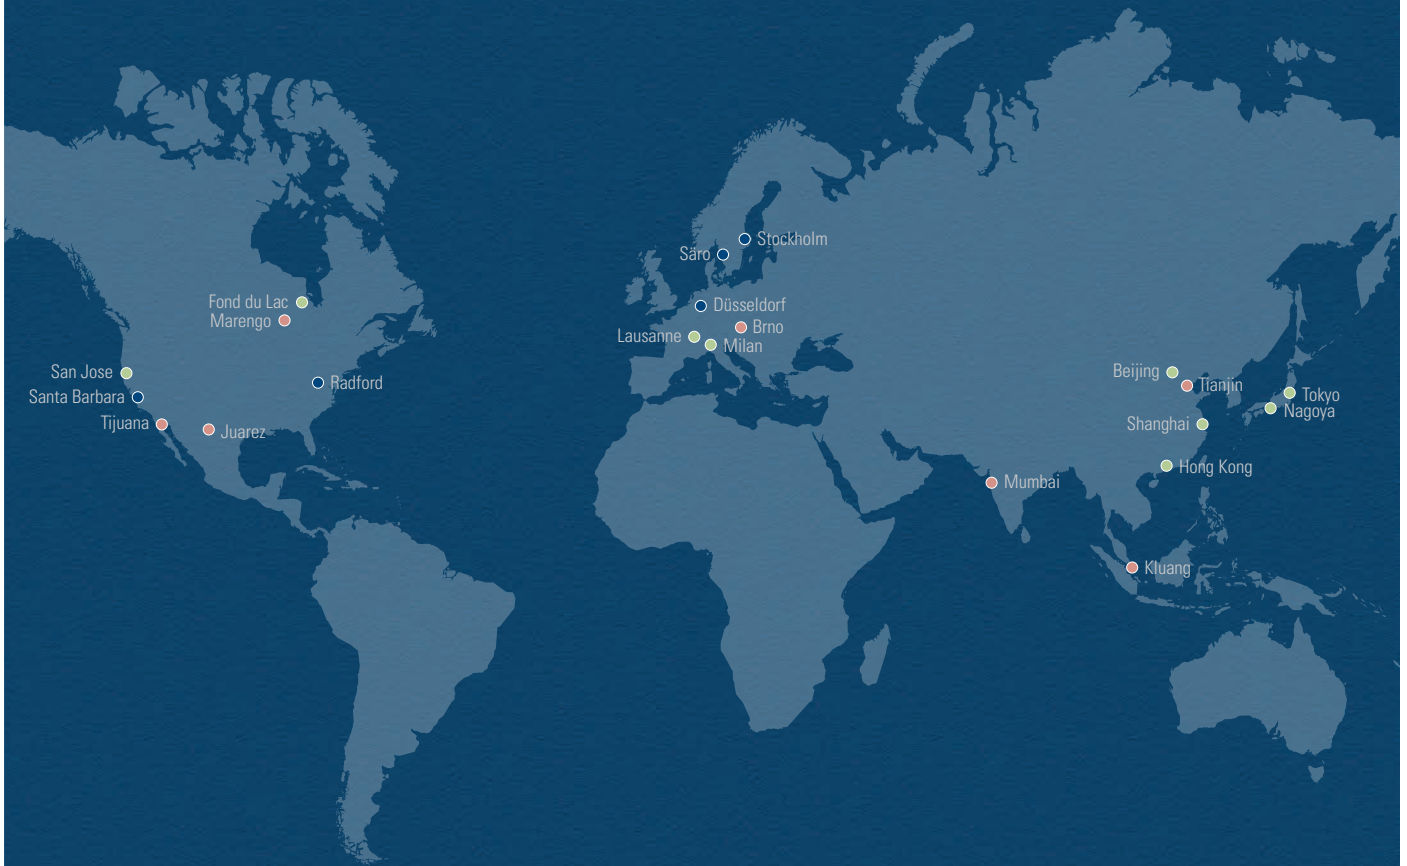 Stockholm
Säro
Fond du Lac
Düsseldorf
Marengo
Brno
Lausanne
Milan
San Jose
Beijing
Radford
Tianjin
Santa Barbara
Tokyo
Nagoya
Tijuana
Shanghai
Juarez
Hong Kong
Mumbai
Kluang